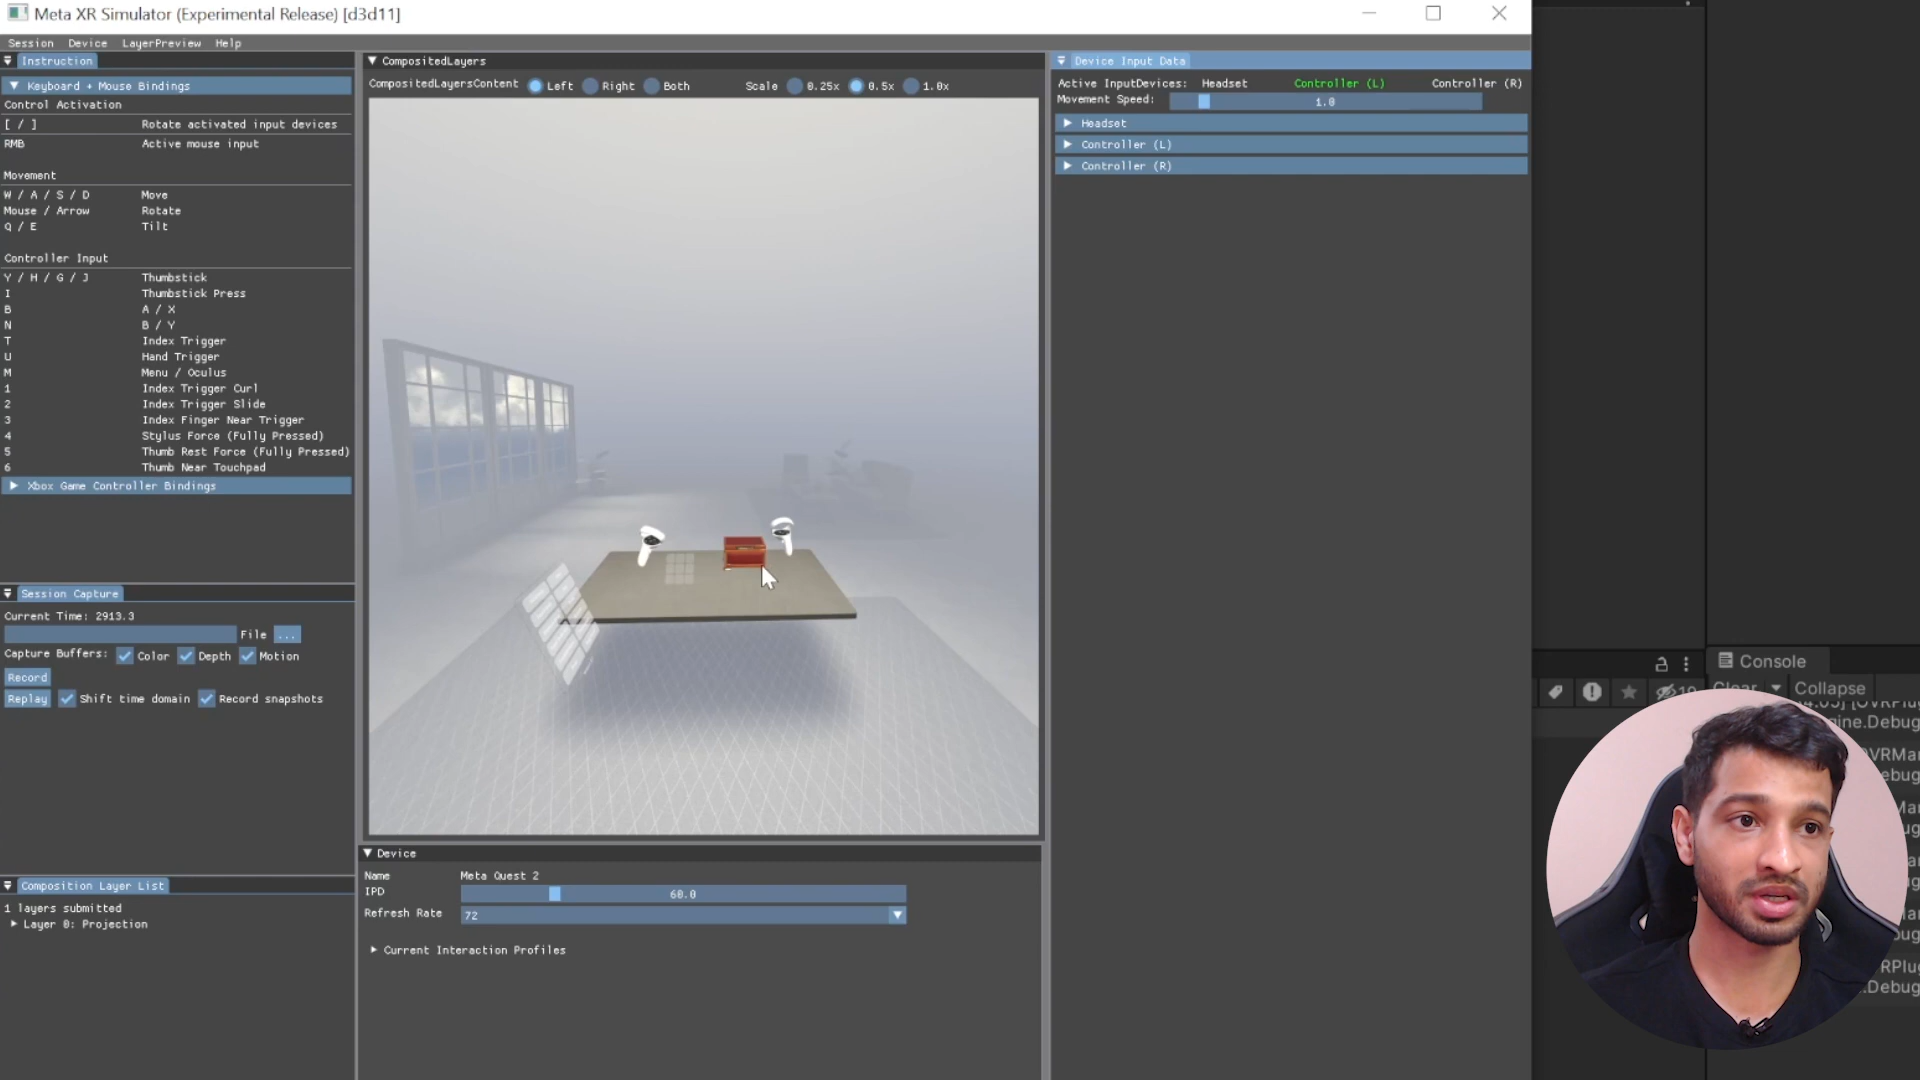 Meta XR Simulator (Experimental Release) [d3d11]
Session Device LayerPreview Help
Instruction
Keyboard + Mouse Bindings
Control Activation
[ / ] Rotate activated input devices
RMB Active mouse input
Movement
W / A / S / D Move
Mouse / Arrow Rotate
Q / E Tilt
Controller Input
Y / H / G / J Thumbstick
I Thumbstick Press
B A / X
N B / Y
T Index Trigger
U Hand Trigger
M Menu / Oculus
1 Index Trigger Curl
2 Index Trigger Slide
3 Index Finger Near Trigger
4 Stylus Force (Fully Pressed)
5 Thumb Rest Force (Fully Pressed)
6 Thumb Near Touchpad
Xbox Game Controller Bindings
Session Capture
Current Time: 2913.3
File ...
Capture Buffers: Color Depth Motion
Record
Replay Shift time domain Record snapshots
Composition Layer List
1 layers submitted
Layer 0: Projection
CompositedLayers
CompositedLayersContent Left Right Both Scale 0.25x 0.5x 1.0x
Device
Name Meta Quest 2
IPD 60.0
Refresh Rate 72
Current Interaction Profiles
Device Input Data
Active InputDevices: Headset Controller (L) Controller (R)
Movement Speed: 1.0
Headset
Controller (L)
Controller (R)
Console
Clear Collapse